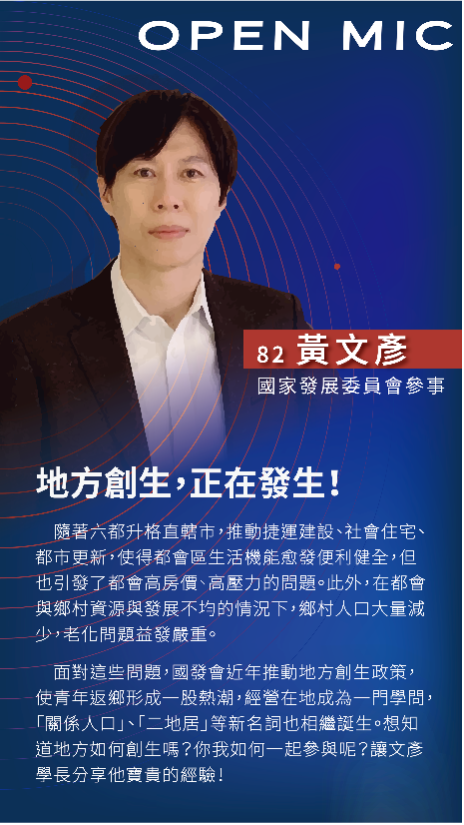 OPEN MIC
82 黃文彥
國家發展委員會參事
地方創生,正在發生!
隨著六都升格直轄市,推動捷運建設、社會住宅、
都市更新,使得都會區生活機能愈發便利健全,但
也引發了都會高房價、高壓力的問題。此外,在都會
與鄉村資源與發展不均的情況下,鄉村人口大量減
少,老化問題益發嚴重。
面對這些問題,國發會近年推動地方創生政策,
使青年返鄉形成一股熱潮,經營在地成為一門學問,
「關係人口」、「二地居」等新名詞也相繼誕生。想知
道地方如何創生嗎?你我如何一起參與呢?讓文彥
學長分享他寶貴的經驗!